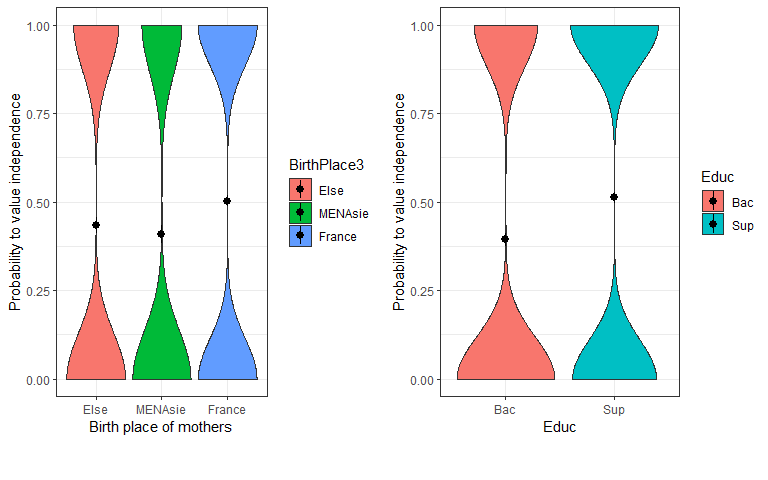 Probability to value independence
1.00
0.75
0.50
0.25
0.00
Else MENAsie France
Birth place of mothers
BirthPlace3
Else
MENAsie
France
Probability to value independence
1.00
0.75
0.50
0.25
0.00
Bac Sup
Educ
Educ
Bac
Sup